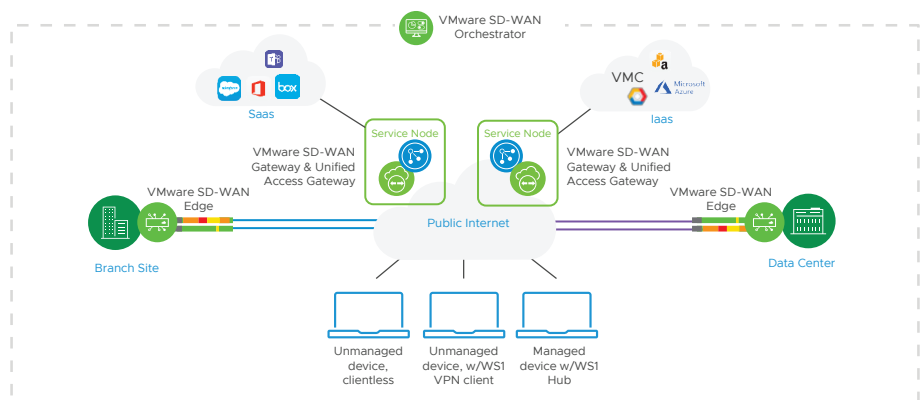 VMware SD-WAN
Orchestrator
salesforce
box
Saas
VMC
a
Microsoft
Azure
Iaas
Service Node
Service Node
VMware SD-WAN
Gateway & Unified
Access Gateway
VMware SD-WAN
Gateway & Unified
Access Gateway
VMware SD-WAN
Edge
VMware SD-WAN
Edge
Public Internet
Branch Site
Data Center
Unmanaged
device,
clientless
Unmanaged
device, w/WS1
VPN client
Managed
device w/WS1
Hub